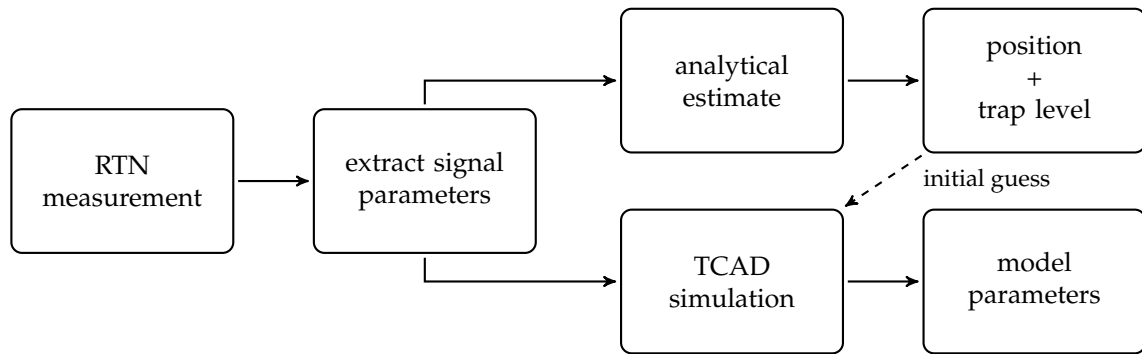 RTN
measurement
extract signal
parameters
analytical
estimate
position
+
trap level
initial guess
TCAD
simulation
model
parameters